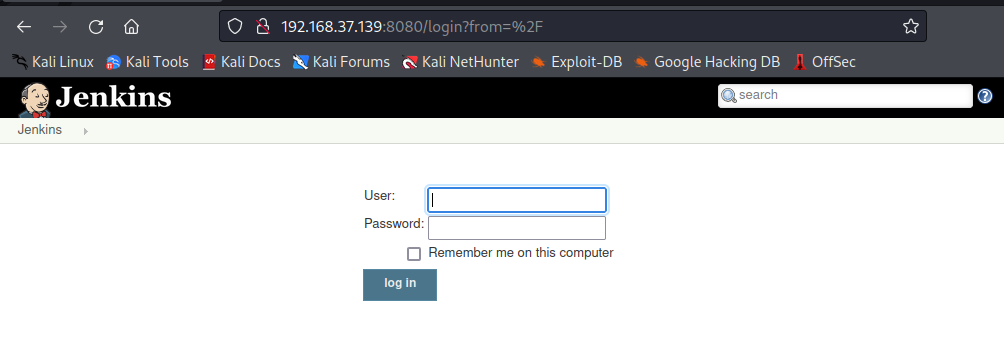 192.168.37.139:8080/login?from=%2F
Kali Linux Kali Tools Kali Docs Kali Forums Kali NetHunter Exploit-DB Google Hacking DB OffSec
Jenkins search
Jenkins
User:
Password:
Remember me on this computer
log in